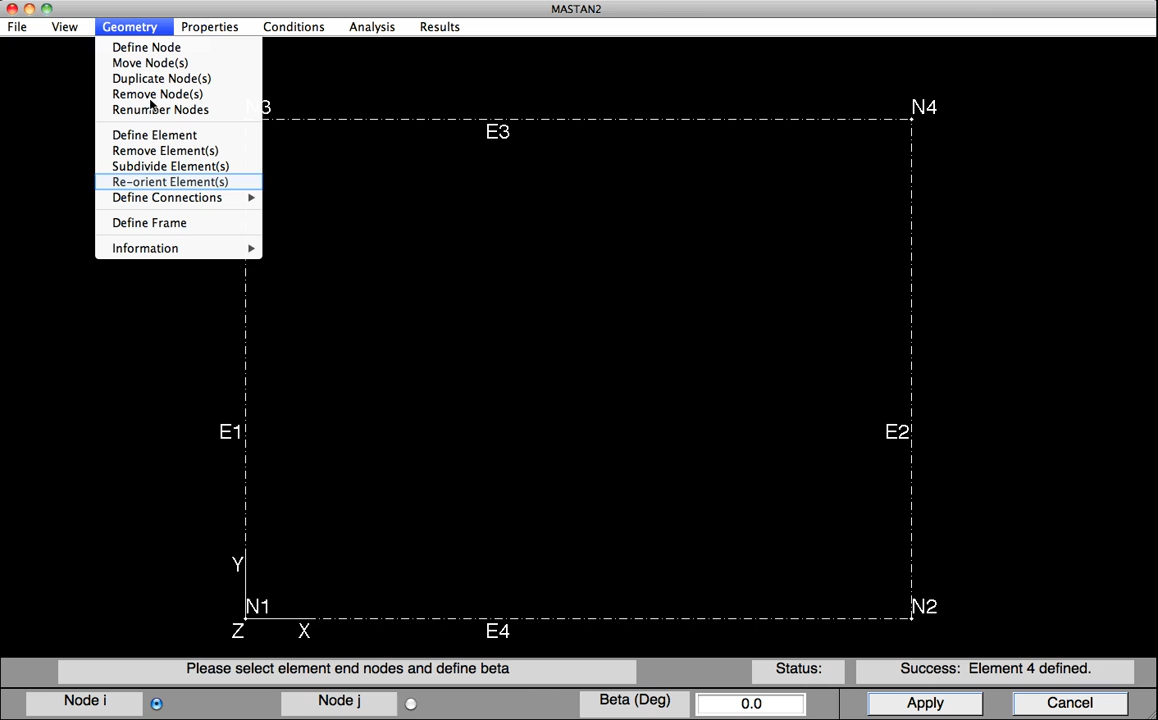 MASTAN2
File View Geometry Properties Conditions Analysis Results
Define Node
Move Node(s)
Duplicate Node(s)
Remove Node(s)
Renumber Nodes
Define Element
Remove Element(s)
Subdivide Element(s)
Re-orient Element(s)
Define Connections
Define Frame
Information
N3
N4
E3
E1
E2
Y
N1
N2
Z X
E4
Please select element end nodes and define beta Status: Success: Element 4 defined.
Node i Node j Beta (Deg) 0.0 Apply Cancel